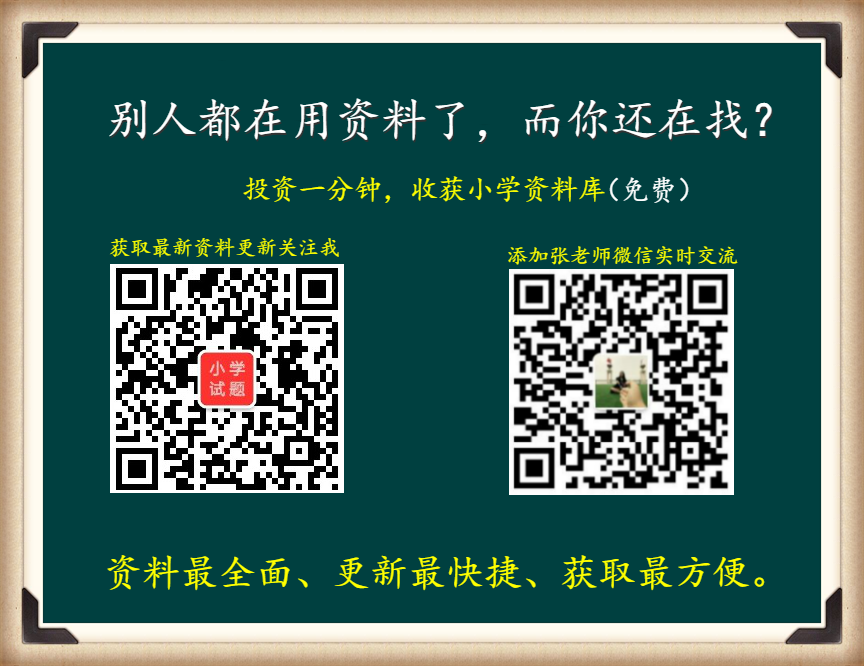 别人都在用资料了，而你还在找？
投资一分钟，收获小学资料库(免费)
获取最新资料更新关注我
添加张老师微信实时交流
小学
试题
资料最全面、更新最快捷、获取最方便。